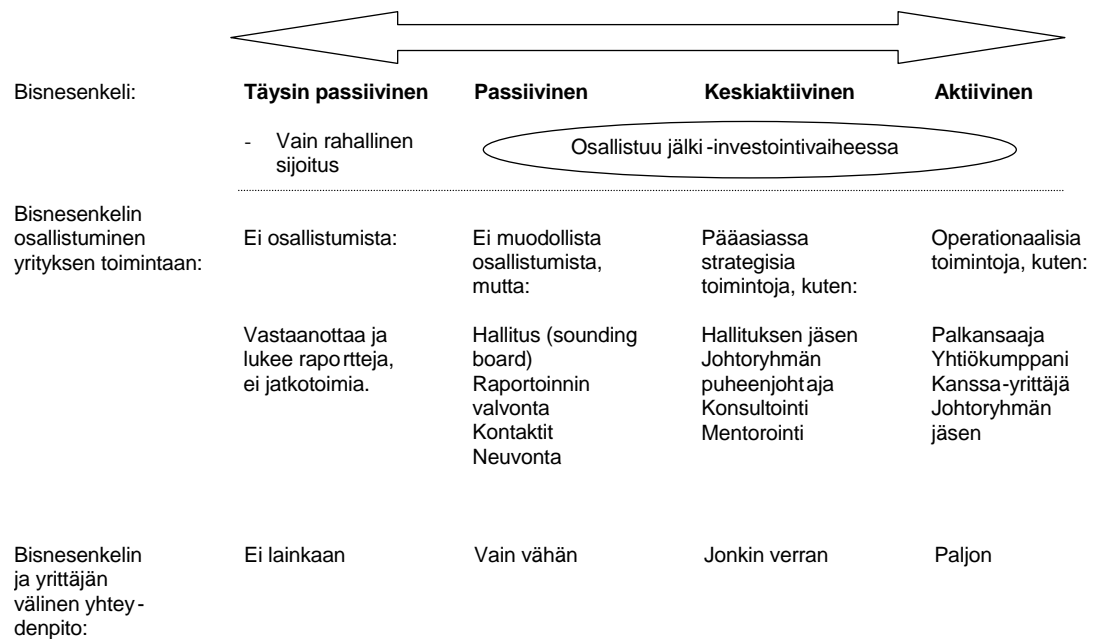 Bisnesenkeli:
Täysin passiivinen
Passiivinen
Keskiaktiivinen
Aktiivinen
- Vain rahallinen
sijoitus
Osallistuu jälki-investointivaiheessa
Bisnesenkelin
osallistuminen
yrityksen toimintaan:
Ei osallistumista:
Ei muodollista
osallistumista,
mutta:
Pääasiassa
strategisia
toimintoja, kuten:
Operationaalisia
toimintoja, kuten:
Vastaanottaa ja
lukee raportteja,
ei jatkotoimia.
Hallitus (sounding
board)
Raportoinnin
valvonta
Kontaktit
Neuvonta
Hallituksen jäsen
Johtoryhmän
puheenjohtaja
Konsultointi
Mentorointi
Palkansaaja
Yhtiökumppani
Kanssa-yrittäjä
Johtoryhmän
jäsen
Bisnesenkelin
ja yrittäjän
välinen yhtey-
denpito:
Ei lainkaan
Vain vähän
Jonkin verran
Paljon